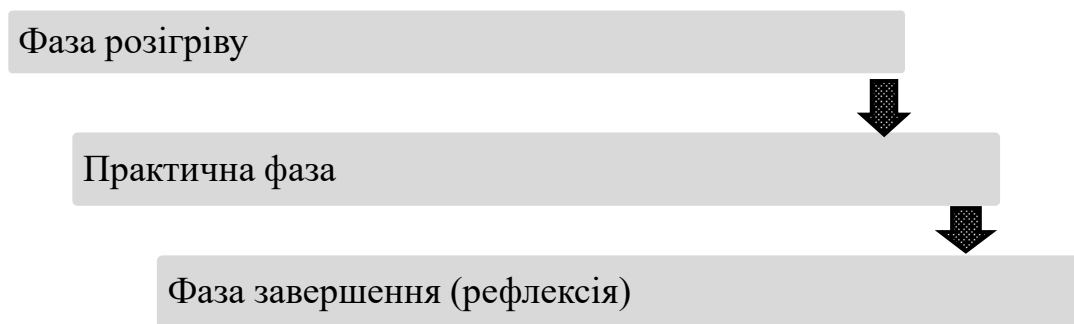 Фаза розігріву
Практична фаза
Фаза завершення (рефлексія)